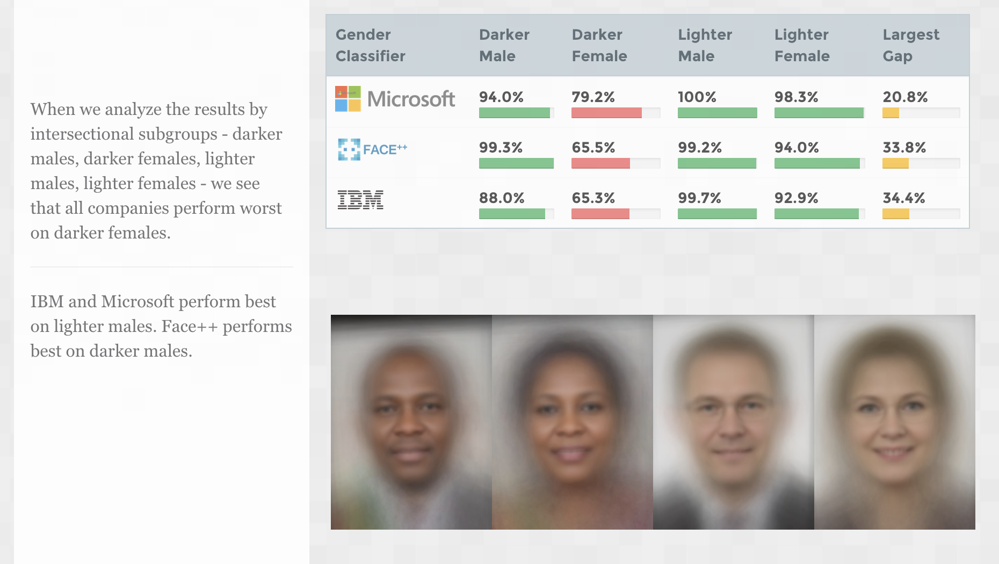 When we analyze the results by
intersectional subgroups - darker
males, darker females, lighter
males, lighter females - we see
that all companies perform worst
on darker females.
IBM and Microsoft perform best
on lighter males. Face++ performs
best on darker males.
Gender Classifier Darker Male Darker Female Lighter Male Lighter Female Largest Gap
Microsoft 94.0% 79.2% 100% 98.3% 20.8%
FACE++ 99.3% 65.5% 99.2% 94.0% 33.8%
IBM 88.0% 65.3% 99.7% 92.9% 34.4%